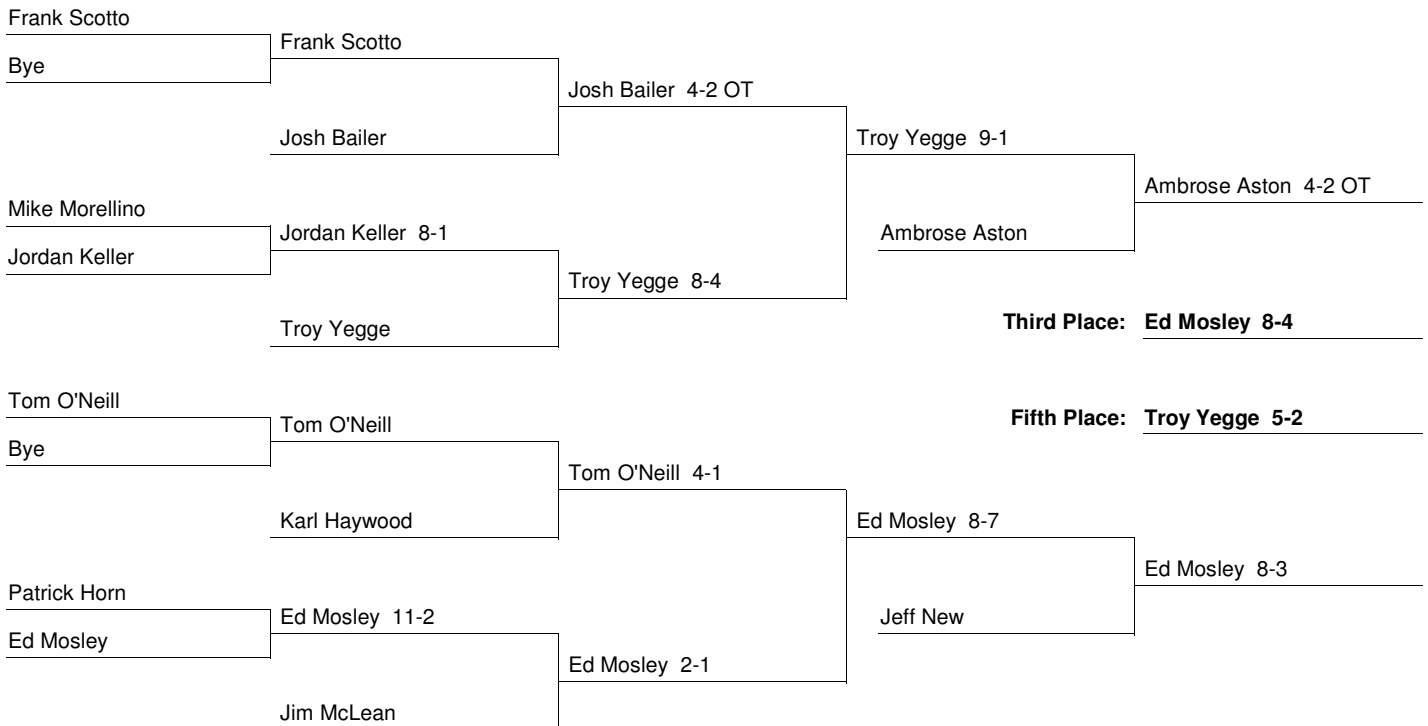 Frank Scotto
Frank Scotto
Bye
Josh Bailer 4-2 OT
Josh Bailer
Troy Yegge 9-1
Ambrose Aston 4-2 OT
Mike Morellino
Jordan Keller 8-1
Ambrose Aston
Jordan Keller
Troy Yegge 8-4
Troy Yegge
Third Place: Ed Mosley 8-4
Tom O'Neill
Tom O'Neill
Fifth Place: Troy Yegge 5-2
Bye
Tom O'Neill 4-1
Karl Haywood
Ed Mosley 8-7
Ed Mosley 8-3
Patrick Horn
Ed Mosley 11-2
Jeff New
Ed Mosley
Ed Mosley 2-1
Jim McLean